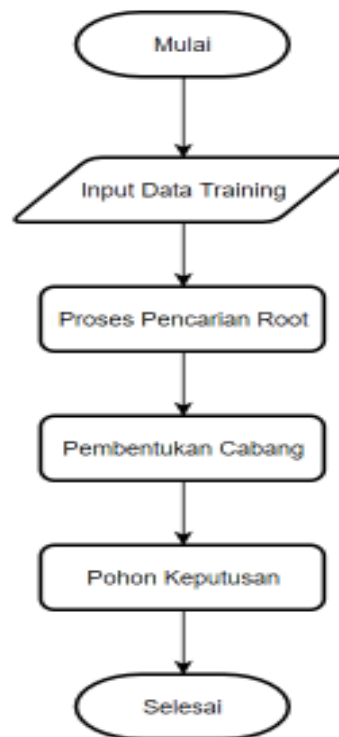 Mulai
Input Data Training
Proses Pencarian Root
Pembentukan Cabang
Pohon Keputusan
Selesai